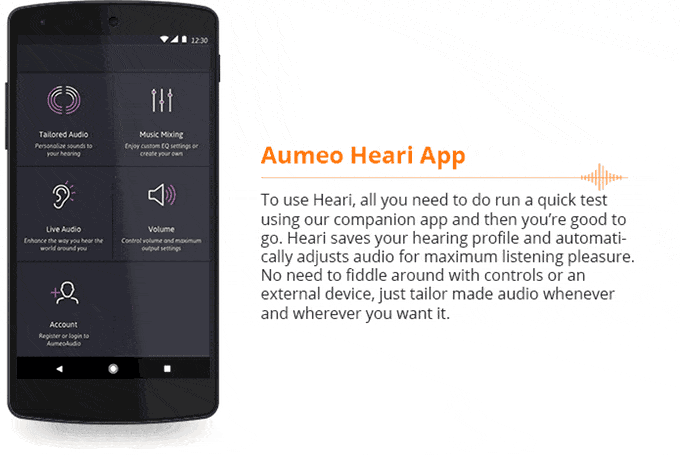 12:30
Tailored Audio
Personalize sounds to
your hearing
Music Mixing
Enjoy custom EQ settings or
create your own
Live Audio
Enhance the way you hear the
world around you
Volume
Control volume and maximum
output settings
Account
Register or login to
AumeoAudio
Aumeo Heari App
To use Heari, all you need to do run a quick test
using our companion app and then you’re good to
go. Heari saves your hearing profile and automati-
cally adjusts audio for maximum listening pleasure.
No need to fiddle around with controls or an
external device, just tailor made audio whenever
and wherever you want it.